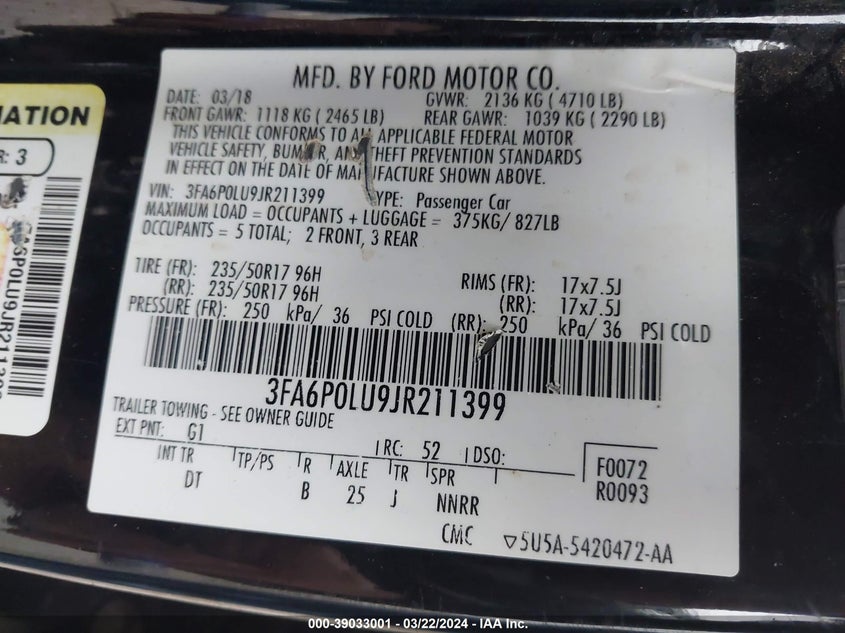 MATION
R: 3
6P0LU9JR2113
MFD. BY FORD MOTOR CO.
DATE: 03/18 GVWR: 2136 KG ( 4710 LB)
FRONT GAWR: 1118 KG ( 2465 LB) REAR GAWR: 1039 KG ( 2290 LB)
THIS VEHICLE CONFORMS TO ALL APPLICABLE FEDERAL MOTOR
VEHICLE SAFETY, BUMPER, AND THEFT PREVENTION STANDARDS
IN EFFECT ON THE DATE OF MANUFACTURE SHOWN ABOVE.
VIN: 3FA6P0LU9JR211399 TYPE: Passenger Car
MAXIMUM LOAD = OCCUPANTS + LUGGAGE = 375KG/ 827LB
OCCUPANTS = 5 TOTAL; 2 FRONT, 3 REAR
TIRE (FR): 235/50R17 96H RIMS (FR): 17x7.5J
(RR): 235/50R17 96H (RR): 17x7.5J
PRESSURE (FR): 250 kPa/ 36 PSI COLD (RR): 250 kPa/ 36 PSI COLD
3FA6P0LU9JR211399
TRAILER TOWING - SEE OWNER GUIDE
EXT PNT: G1 RC: 52 DSO:
INT TR TP/PS R AXLE TR SPR F0072
DT B 25 J NNRR R0093
CMC ▽5U5A-5420472-AA
000-39033001 - 03/22/2024 - IAA Inc.